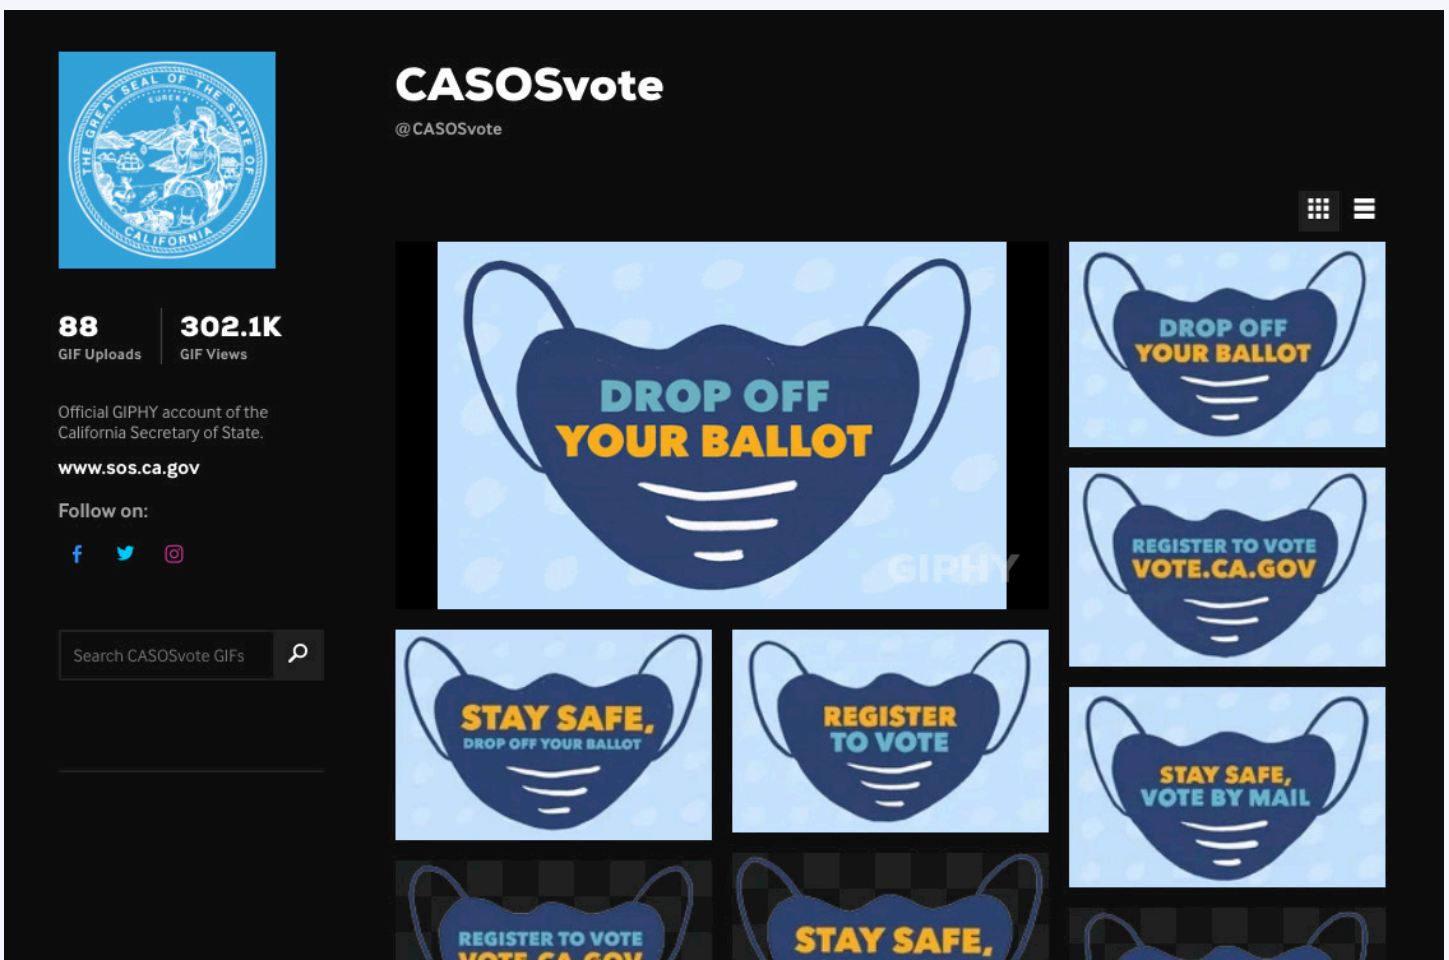 THE GREAT SEAL OF THE STATE OF CALIFORNIA
EUREKA
88
GIF Uploads
302.1K
GIF Views
Official GIPHY account of the
California Secretary of State.
www.sos.ca.gov
Follow on:
Search CASOSvote GIFs
CASOSvote
@CASOSvote
DROP OFF
YOUR BALLOT
GIPHY
DROP OFF
YOUR BALLOT
REGISTER TO VOTE
VOTE.CA.GOV
STAY SAFE,
DROP OFF YOUR BALLOT
REGISTER
TO VOTE
STAY SAFE,
VOTE BY MAIL
REGISTER TO VOTE
VOTE.CA.GOV
STAY SAFE,